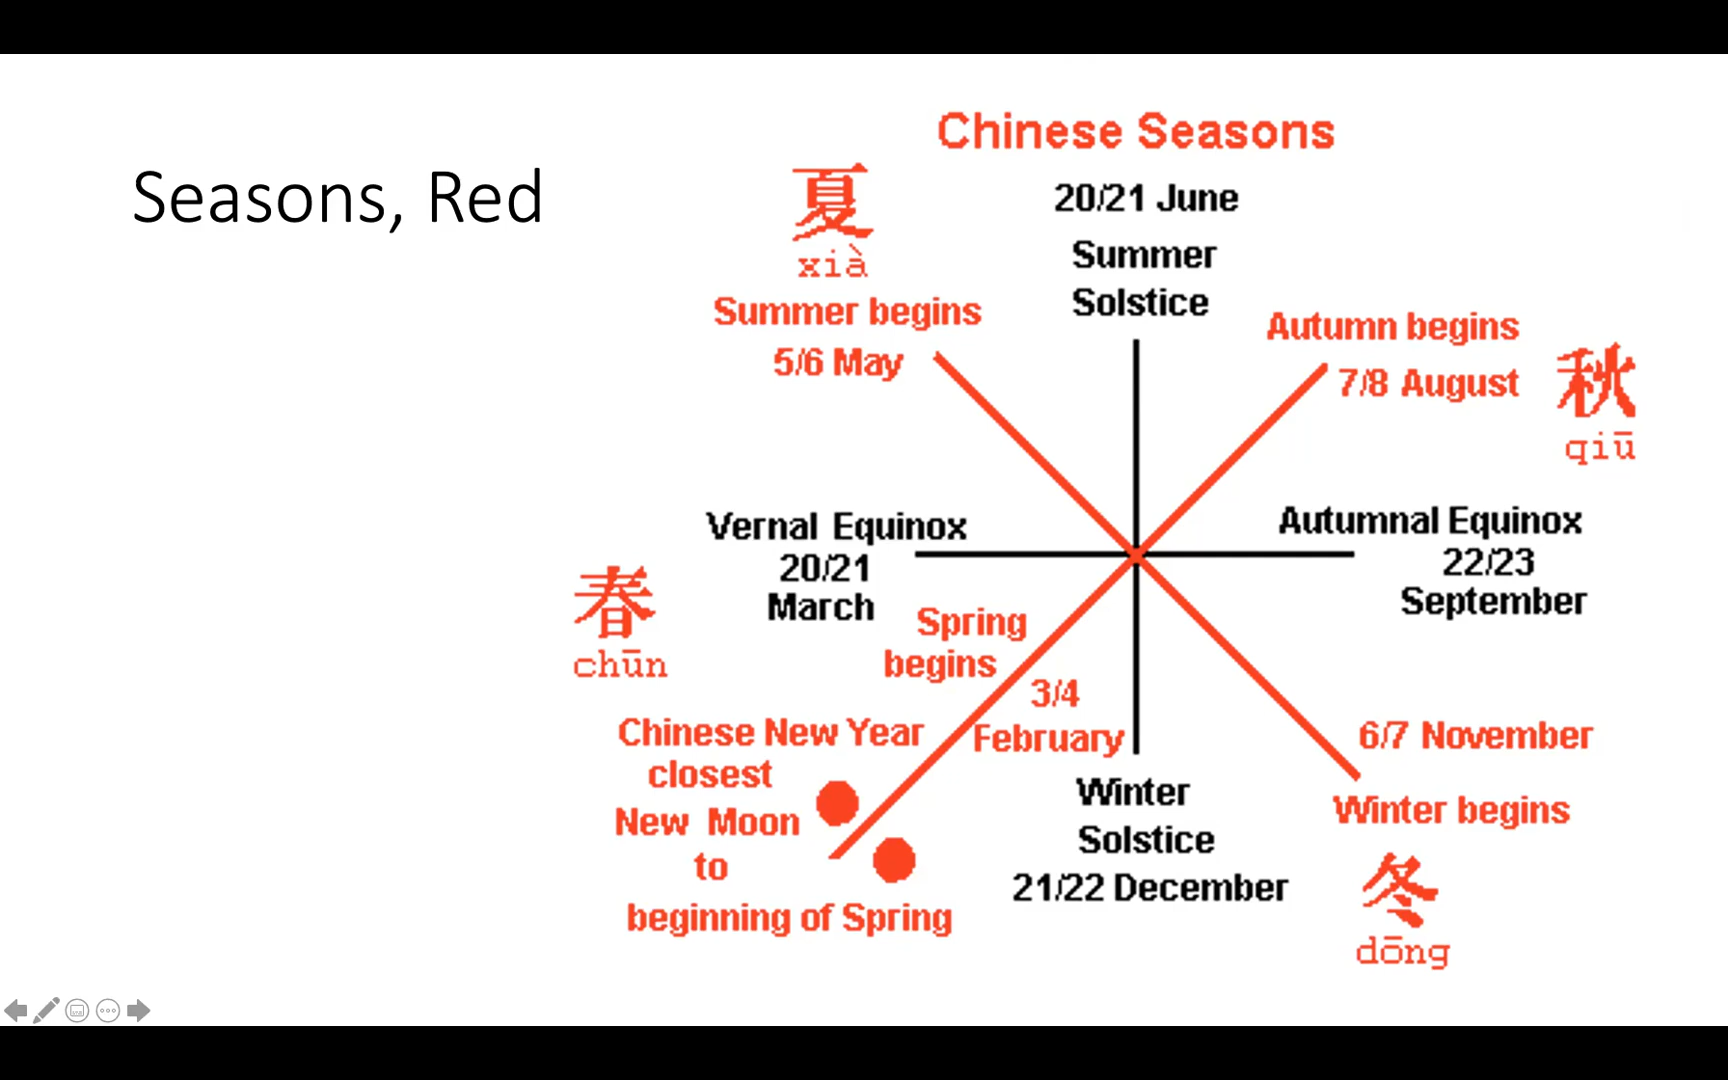 Seasons, Red
Chinese Seasons
夏
xià
Summer begins
5/6 May
20/21 June
Summer
Solstice
Autumn begins
7/8 August
秋
qiū
Vernal Equinox
20/21
March
Autumnal Equinox
22/23
September
春
chūn
Spring
begins
3/4
February
Chinese New Year
closest
New Moon
to
beginning of Spring
Winter
Solstice
21/22 December
6/7 November
Winter begins
冬
dōng